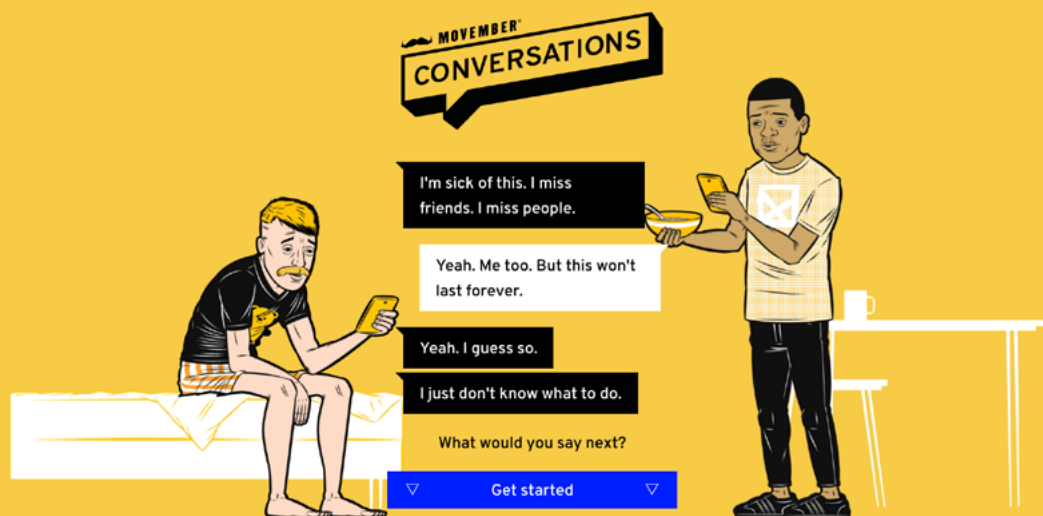 MOVEMBER®
CONVERSATIONS
I'm sick of this. I miss
friends. I miss people.
Yeah. Me too. But this won't
last forever.
Yeah. I guess so.
I just don't know what to do.
What would you say next?
Get started